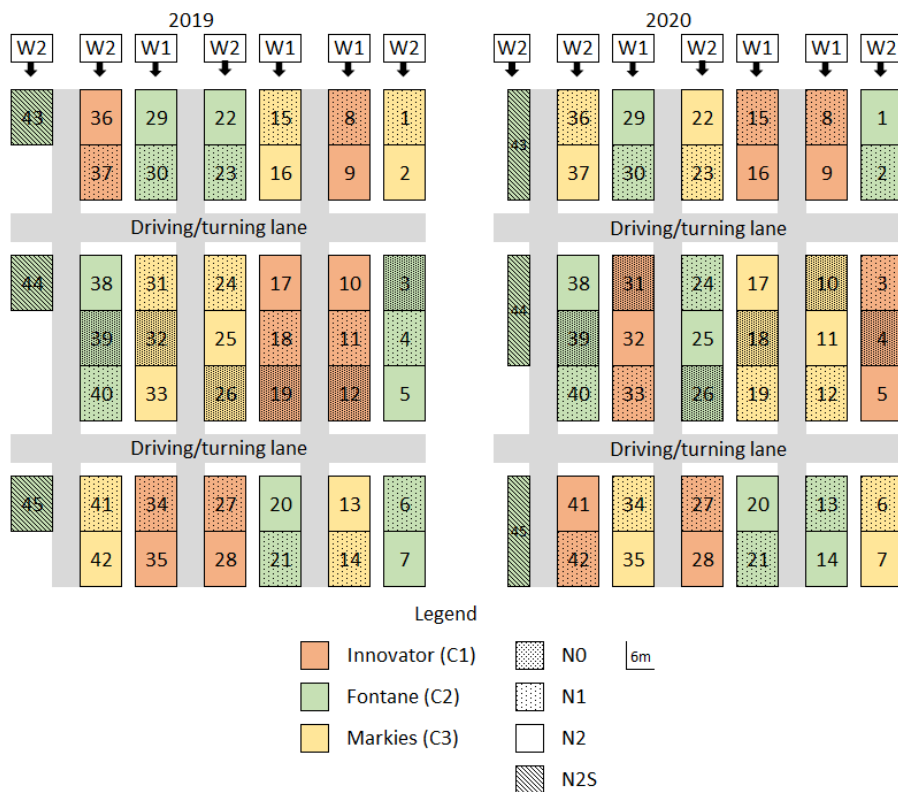 2019 2020
W2 W2 W1 W2 W1 W1 W2 W2 W2 W1 W2 W1 W1 W2
43 36 29 22 15 8 1 43 36 29 22 15 8 1
37 30 23 16 9 2 37 30 23 16 9 2
Driving/turning lane Driving/turning lane
44 38 31 24 17 10 3 44 38 31 24 17 10 3
39 32 25 18 11 4 39 32 25 18 11 4
40 33 26 19 12 5 40 33 26 19 12 5
Driving/turning lane Driving/turning lane
45 41 34 27 20 13 6 45 41 34 27 20 13 6
42 35 28 21 14 7 42 35 28 21 14 7
Legend
Innovator (C1) N0 6m
Fontane (C2) N1
Markies (C3) N2
N2S